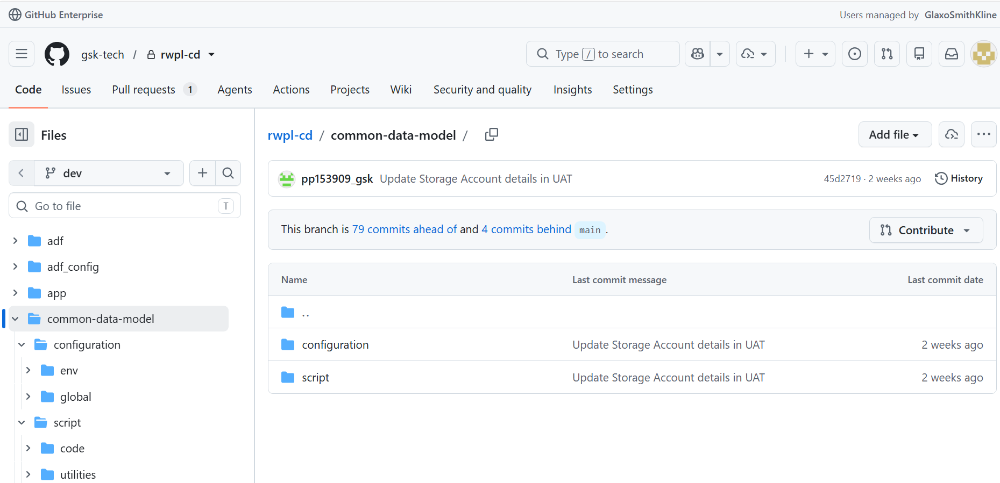 GitHub Enterprise
Users managed by GlaxoSmithKline
gsk-tech / rwpl-cd
Type / to search
Code Issues Pull requests 1 Agents Actions Projects Wiki Security and quality Insights Settings
Files
dev
Go to file T
adf
adf_config
app
common-data-model
configuration
env
global
script
code
utilities
rwpl-cd / common-data-model /
Add file
pp153909_gsk Update Storage Account details in UAT
45d2719 · 2 weeks ago History
This branch is 79 commits ahead of and 4 commits behind main .
Contribute
Name Last commit message Last commit date
..
configuration Update Storage Account details in UAT 2 weeks ago
script Update Storage Account details in UAT 2 weeks ago